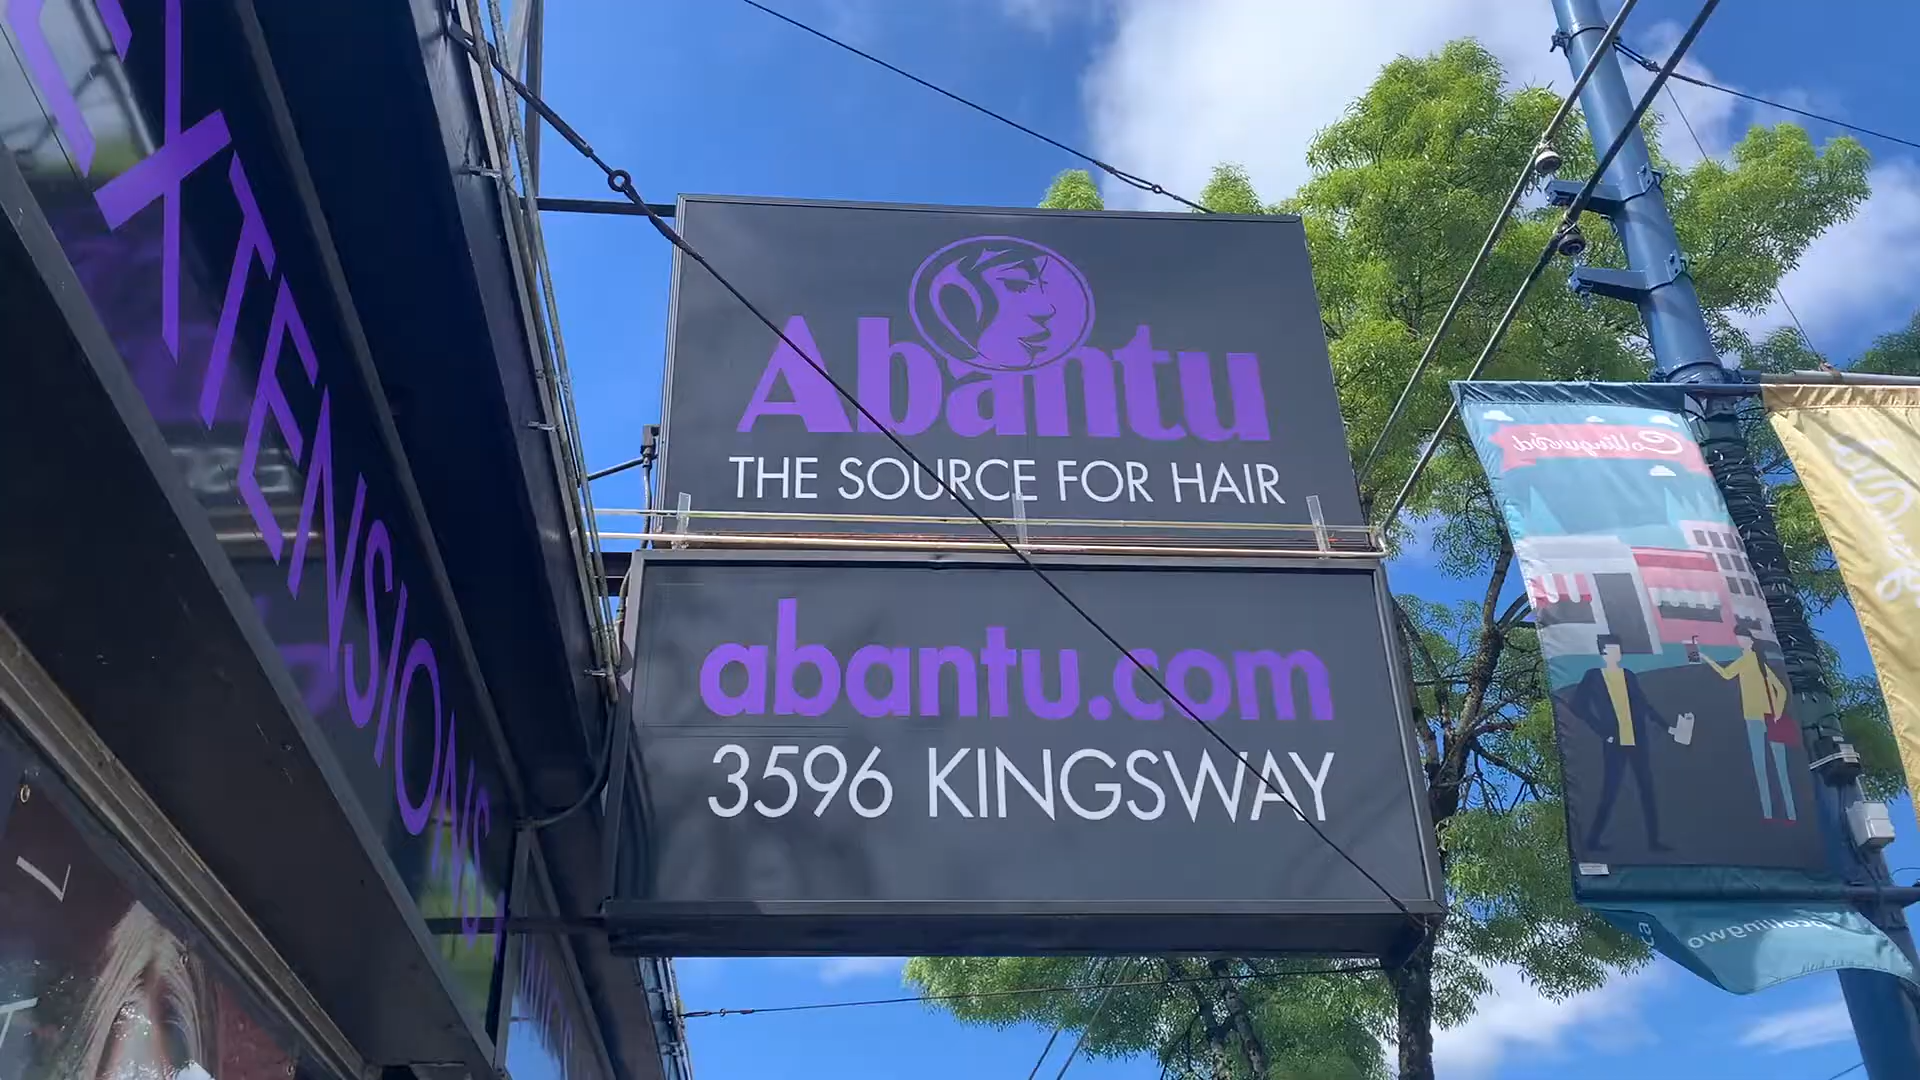 EXTENSIONS
Abantu
THE SOURCE FOR HAIR
abantu.com
3596 KINGSWAY
Collingwood